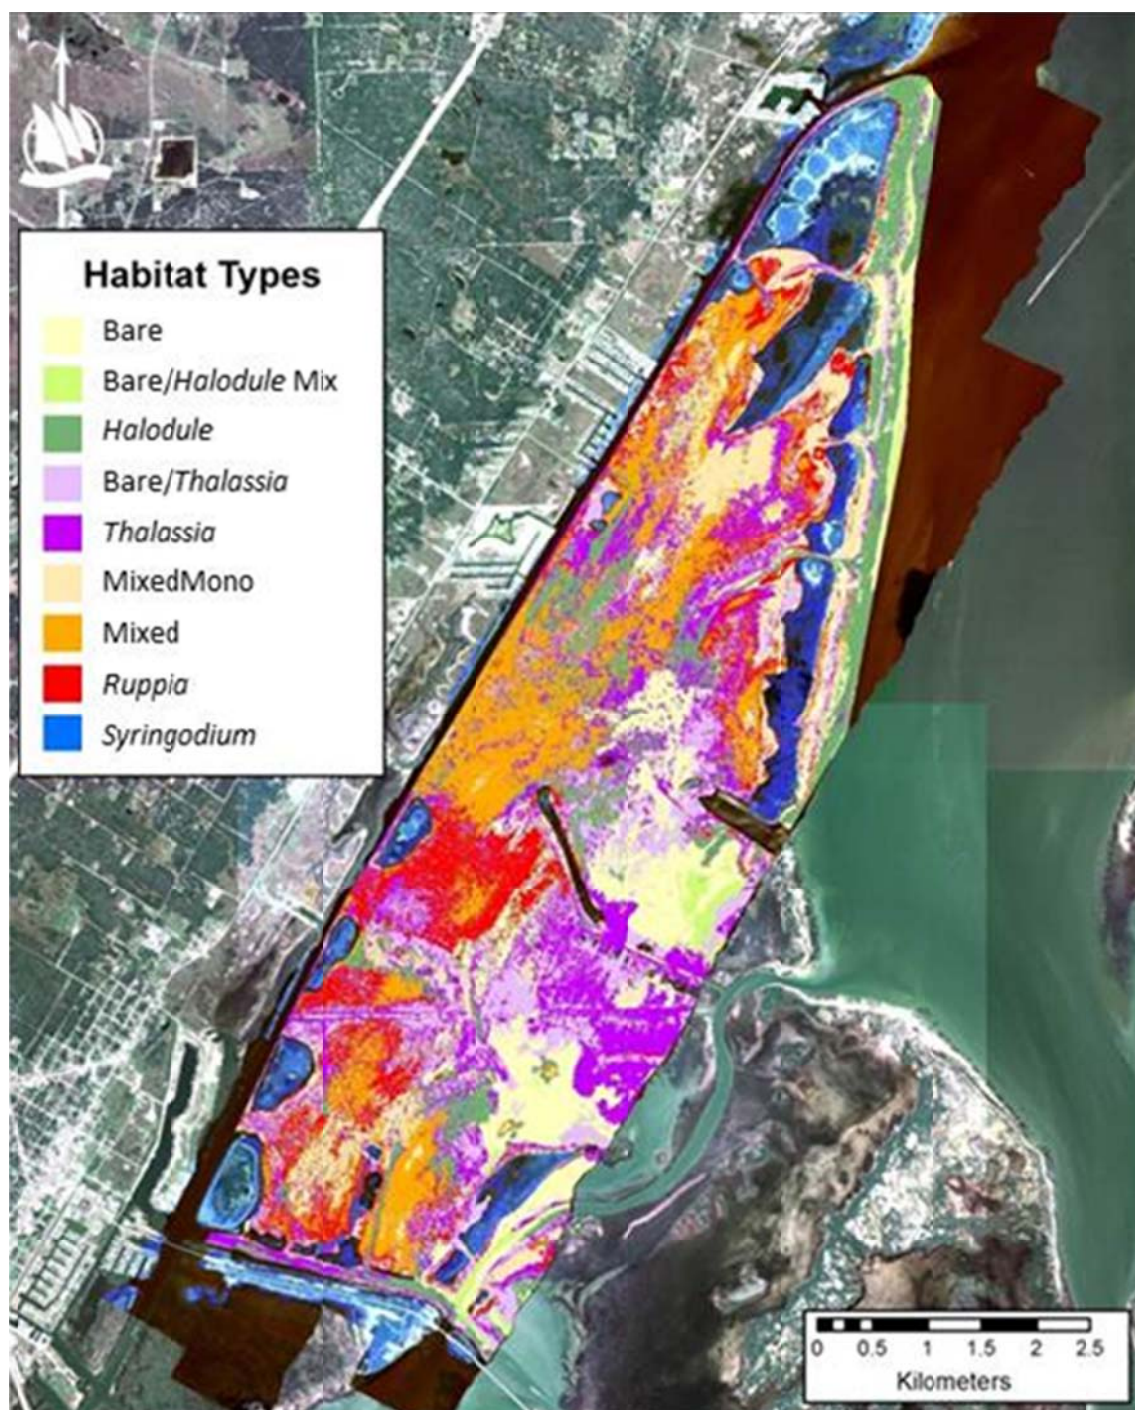 Habitat Types
Bare
Bare/Halodule Mix
Halodule
Bare/Thalassia
Thalassia
MixedMono
Mixed
Ruppia
Syringodium
0 0.5 1 1.5 2 2.5
Kilometers